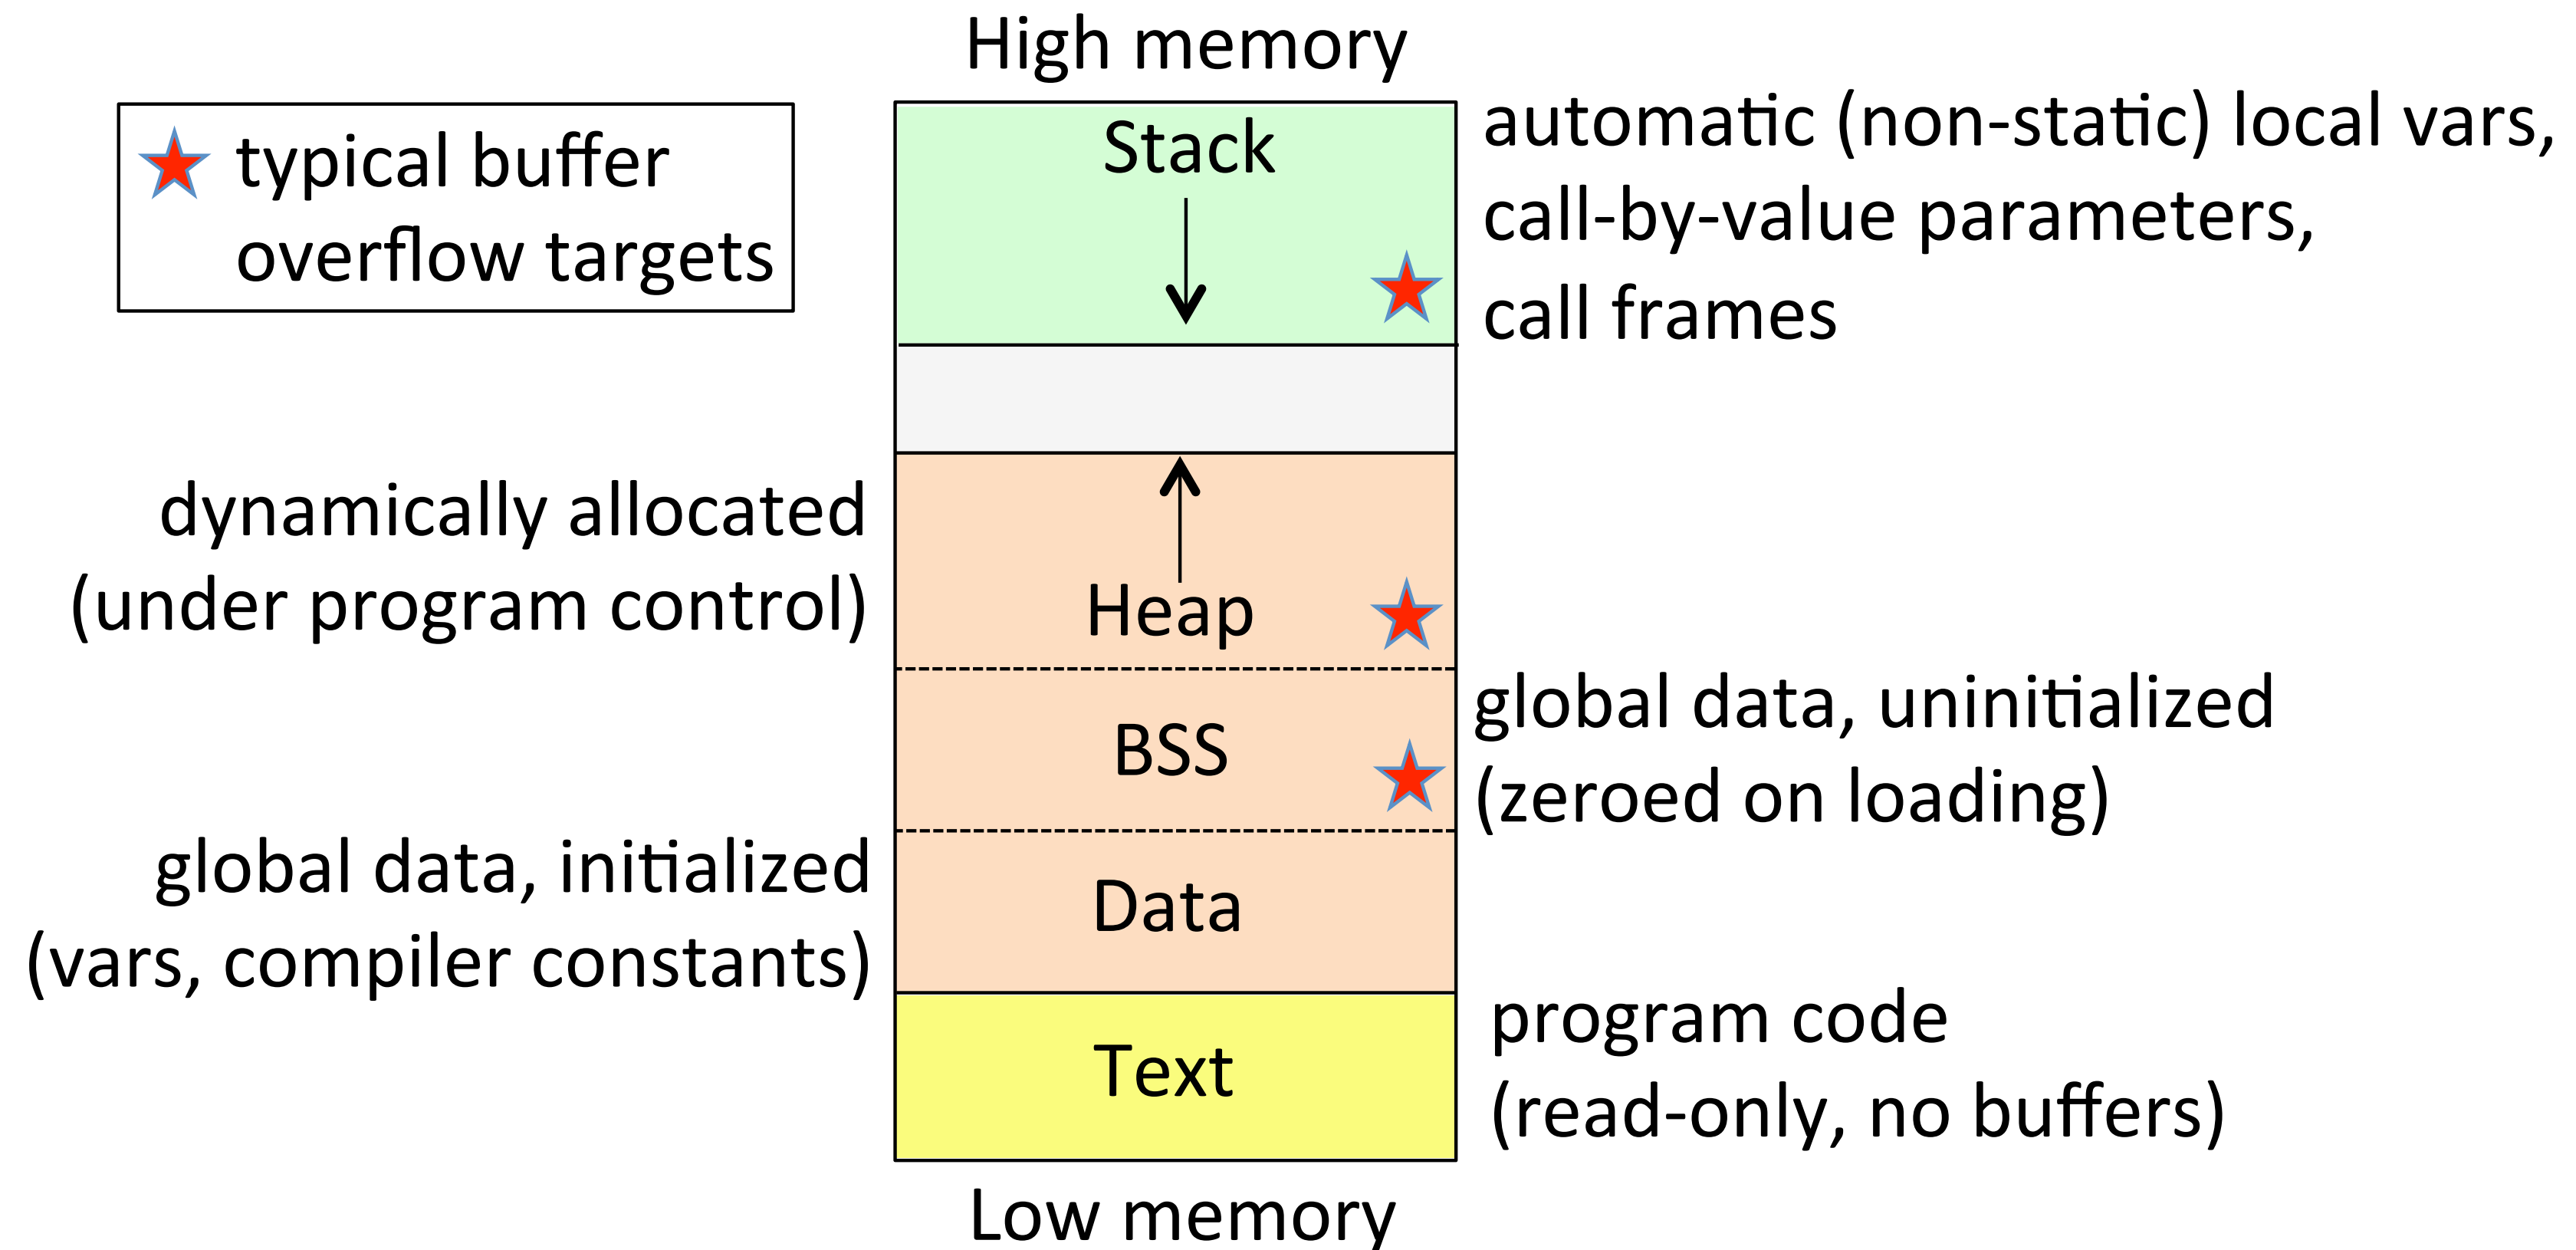 High memory
typical buffer
overflow targets
Stack
automatic (non-static) local vars,
call-by-value parameters,
call frames
dynamically allocated
(under program control)
Heap
BSS
global data, uninitialized
(zeroed on loading)
global data, initialized
(vars, compiler constants)
Data
Text
program code
(read-only, no buffers)
Low memory